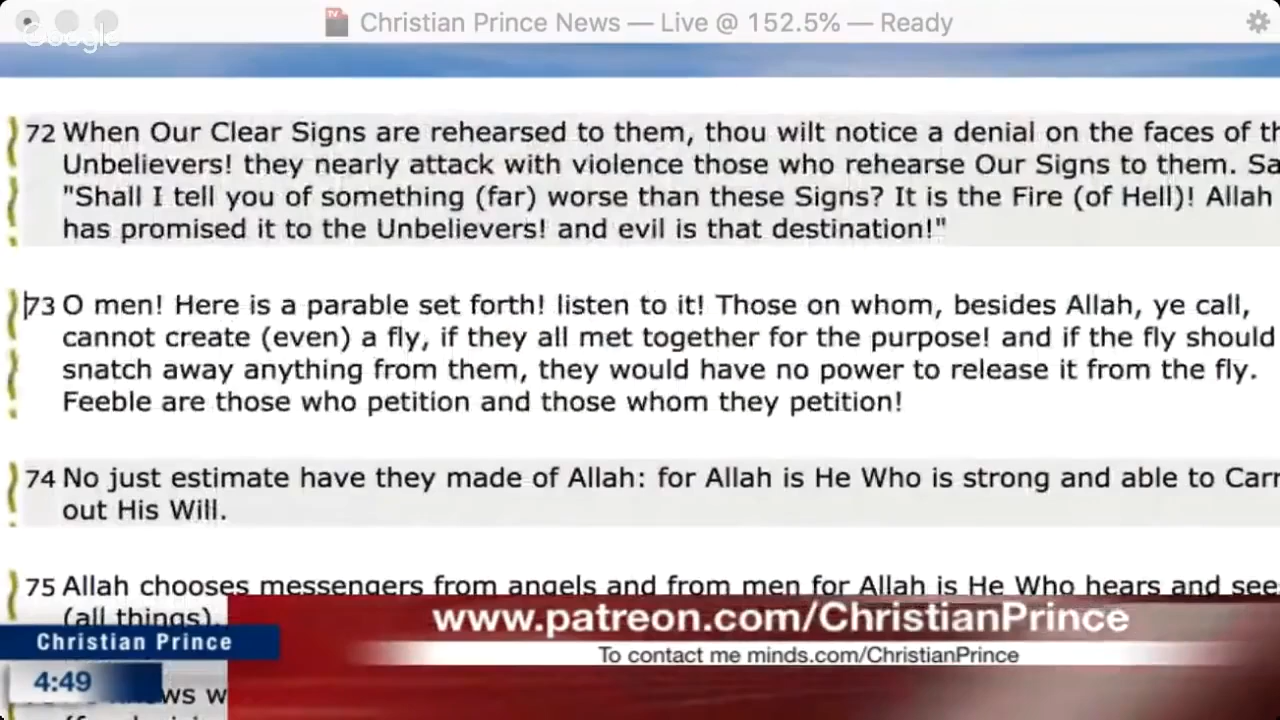 Christian Prince News — Live @ 152.5% — Ready
Google
72 When Our Clear Signs are rehearsed to them, thou wilt notice a denial on the faces of th
Unbelievers! they nearly attack with violence those who rehearse Our Signs to them. Sa
"Shall I tell you of something (far) worse than these Signs? It is the Fire (of Hell)! Allah
has promised it to the Unbelievers! and evil is that destination!"
73 O men! Here is a parable set forth! listen to it! Those on whom, besides Allah, ye call,
cannot create (even) a fly, if they all met together for the purpose! and if the fly should
snatch away anything from them, they would have no power to release it from the fly.
Feeble are those who petition and those whom they petition!
74 No just estimate have they made of Allah: for Allah is He Who is strong and able to Carr
out His Will.
75 Allah chooses messengers from angels and from men for Allah is He Who hears and see
(all things).
www.patreon.com/ChristianPrince
Christian Prince
To contact me minds.com/ChristianPrince
4:49